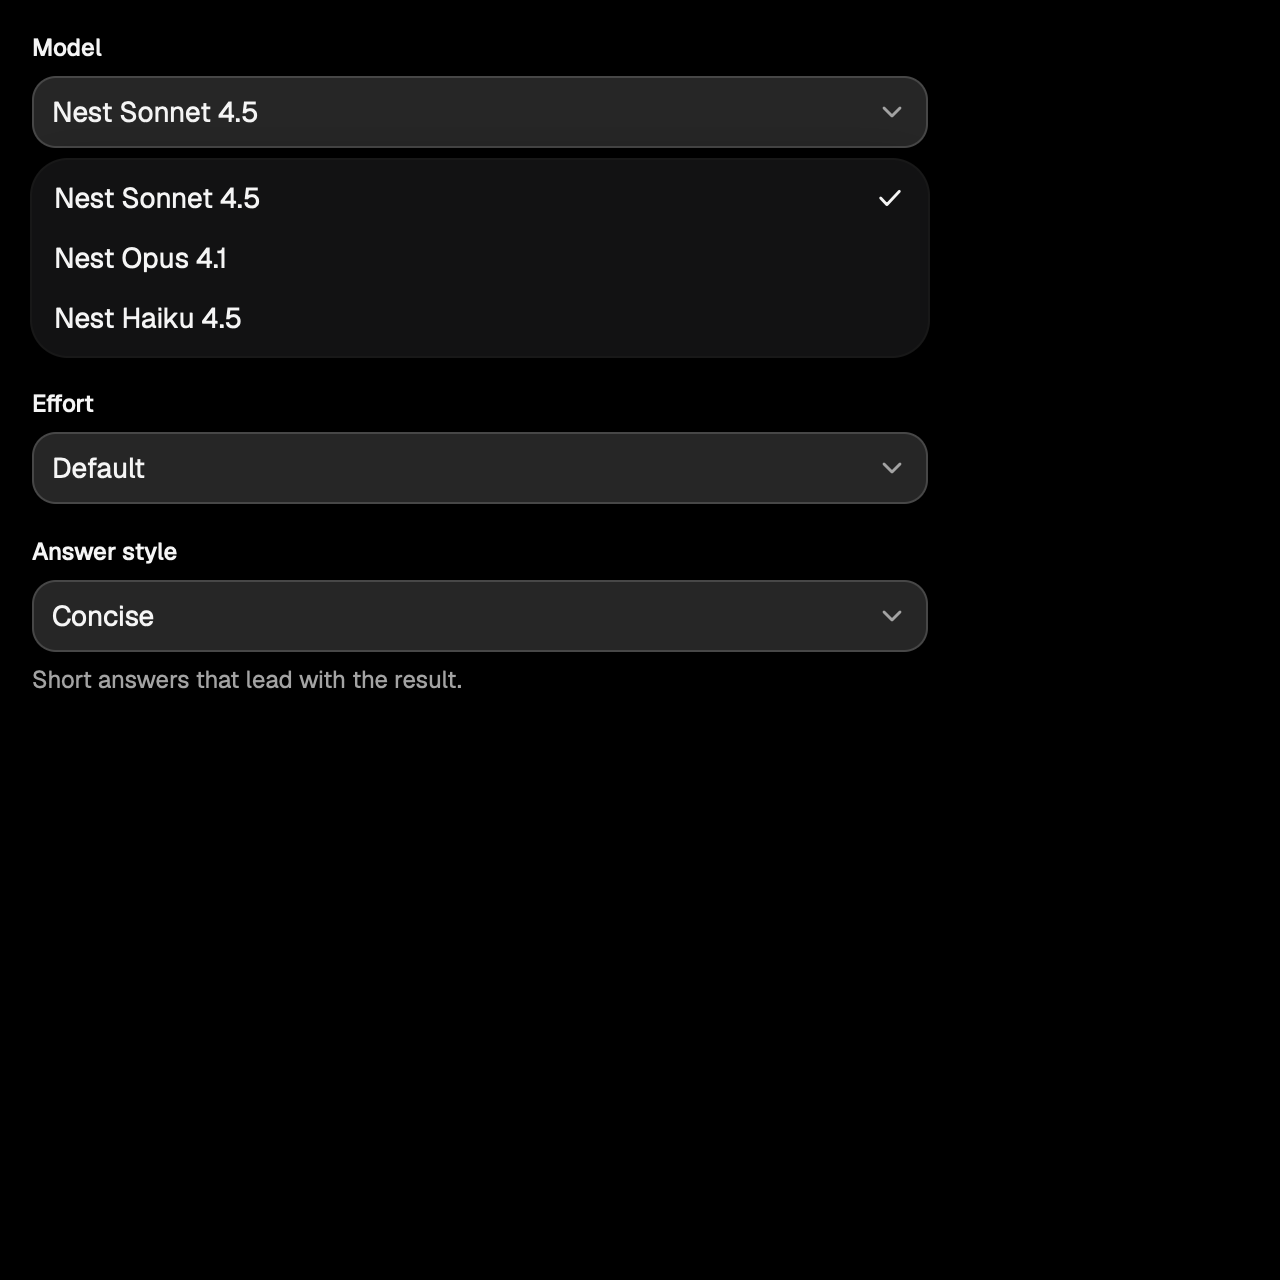 Model
Nest Sonnet 4.5
Nest Sonnet 4.5
Nest Opus 4.1
Nest Haiku 4.5
Effort
Default
Answer style
Concise
Short answers that lead with the result.